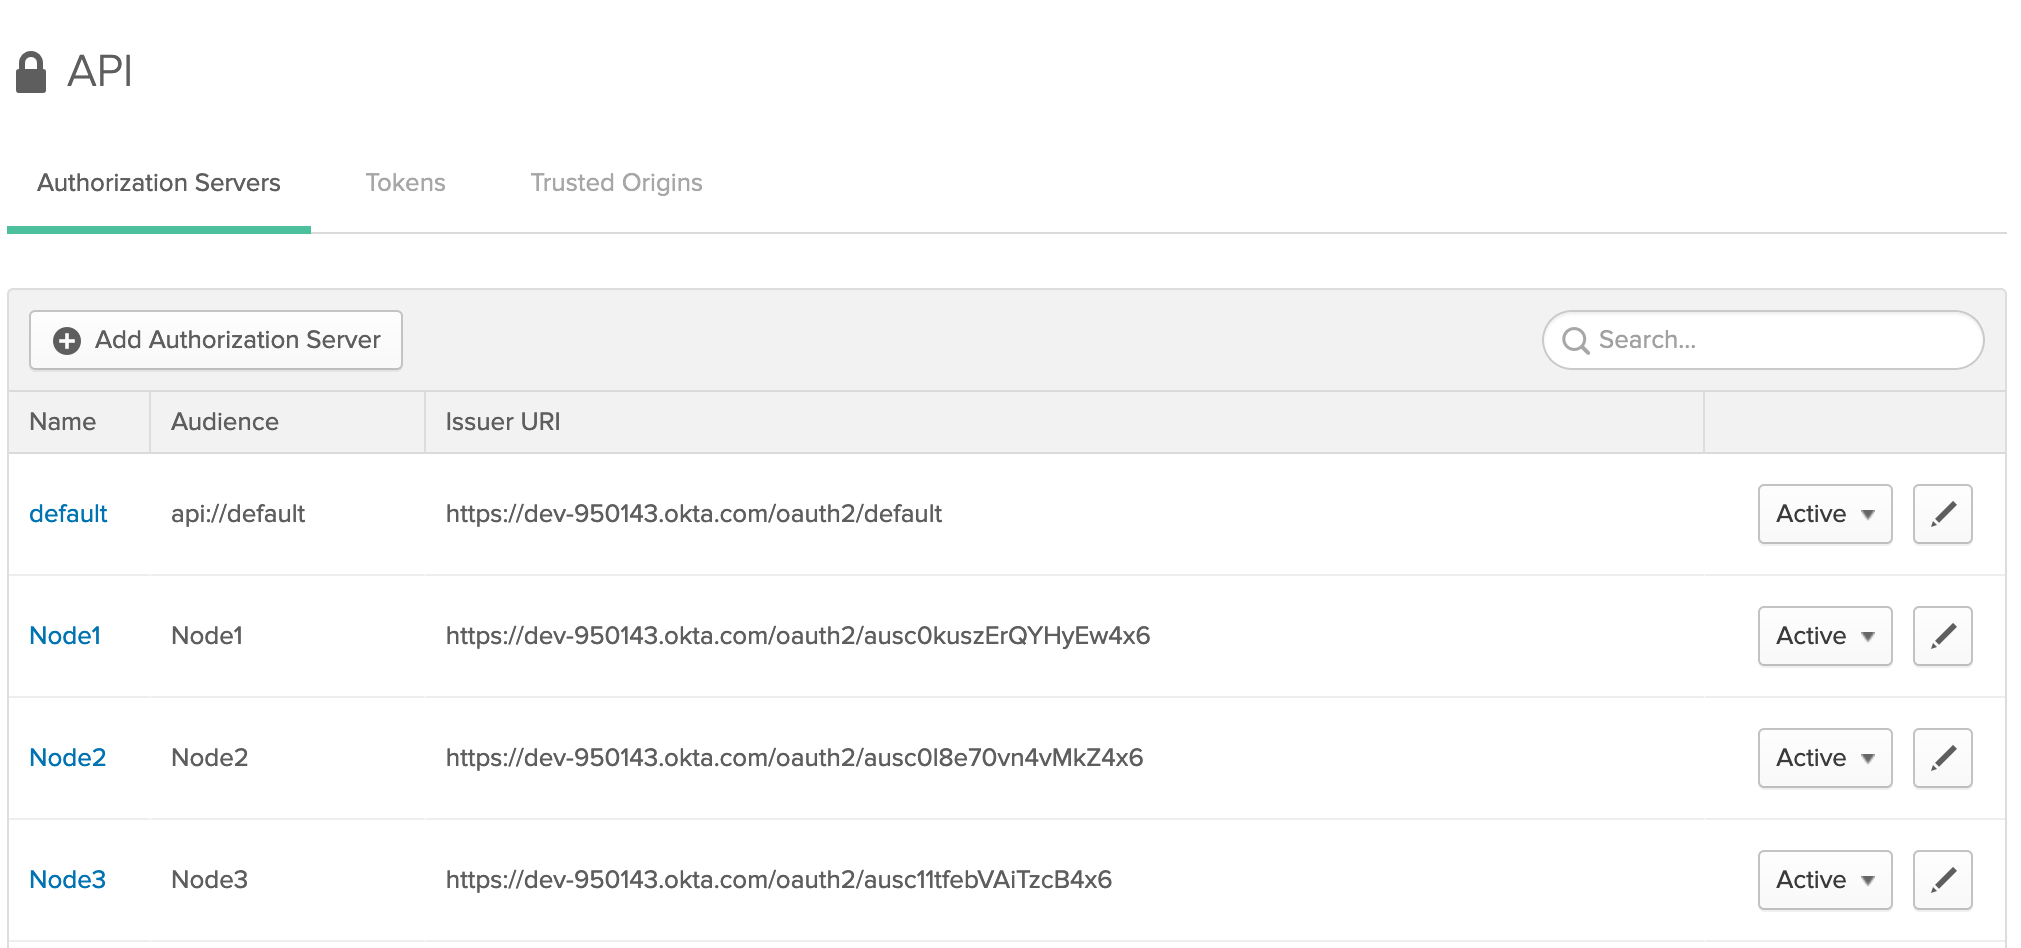 API
Authorization Servers Tokens Trusted Origins
Add Authorization Server Search...
Name Audience Issuer URI
default api://default https://dev-950143.okta.com/oauth2/default Active
Node1 Node1 https://dev-950143.okta.com/oauth2/ausc0kuszErQYHyEw4x6 Active
Node2 Node2 https://dev-950143.okta.com/oauth2/ausc0l8e70vn4vMkZ4x6 Active
Node3 Node3 https://dev-950143.okta.com/oauth2/ausc11tfebVAiTzcB4x6 Active